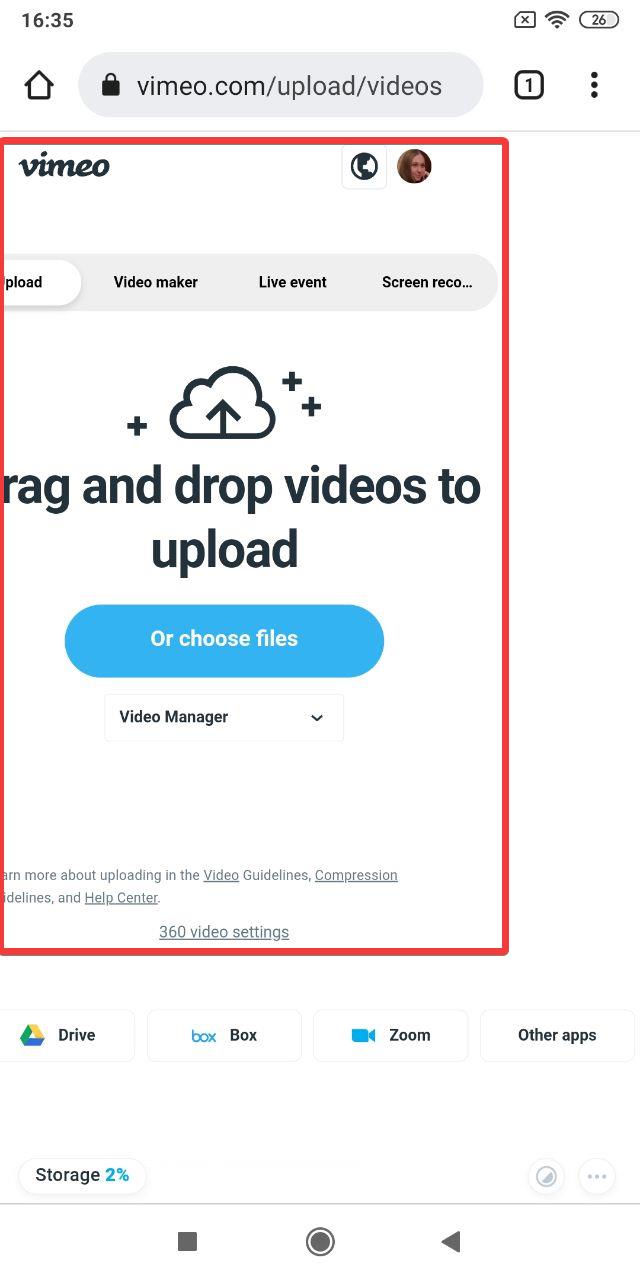 16:35
26
vimeo.com/upload/videos
1
vimeo
pload
Video maker
Live event
Screen reco...
rag and drop videos to
upload
Or choose files
Video Manager
arn more about uploading in the Video Guidelines, Compression
idelines, and Help Center.
360 video settings
Drive
box Box
Zoom
Other apps
Storage 2%